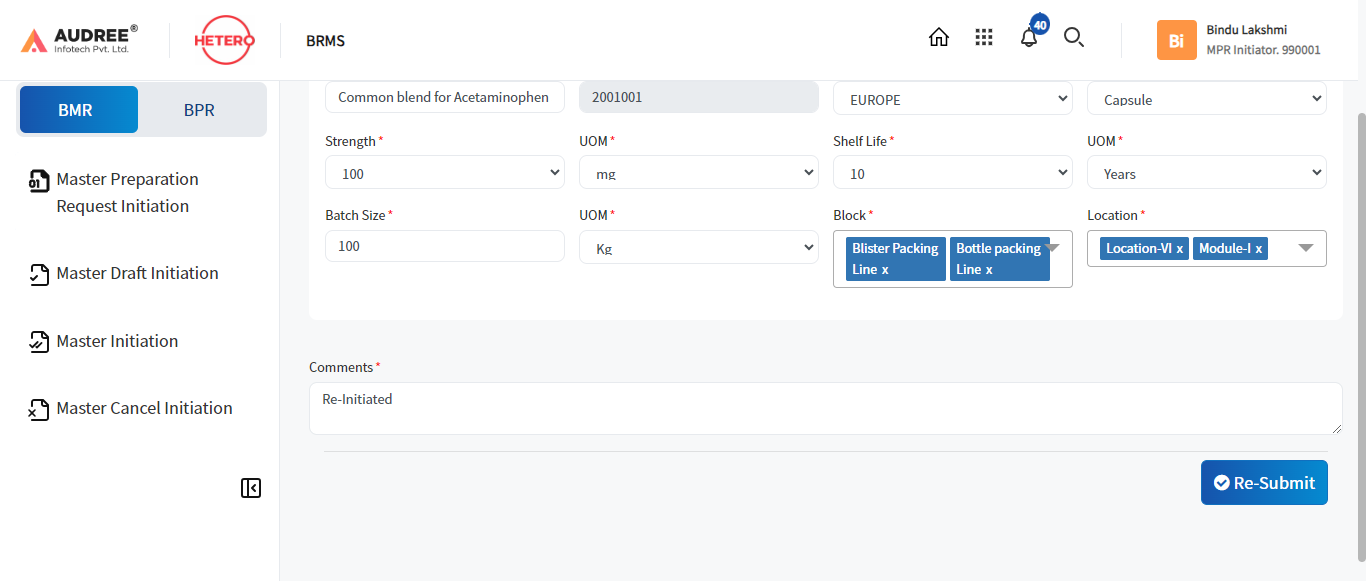 AUDREE®
Infotech Pvt. Ltd.
HETERO
BRMS
40
Bi
Bindu Lakshmi
MPR Initiator. 990001
BMR
BPR
Master Preparation
Request Initiation
Master Draft Initiation
Master Initiation
Master Cancel Initiation
Common blend for Acetaminophen
2001001
EUROPE
Capsule
Strength *
UOM *
Shelf Life *
UOM *
100
mg
10
Years
Batch Size *
UOM *
Block *
Location *
100
Kg
Blister Packing
Line x
Bottle packing
Line x
Location-VI x
Module-I x
Comments *
Re-Initiated
Re-Submit